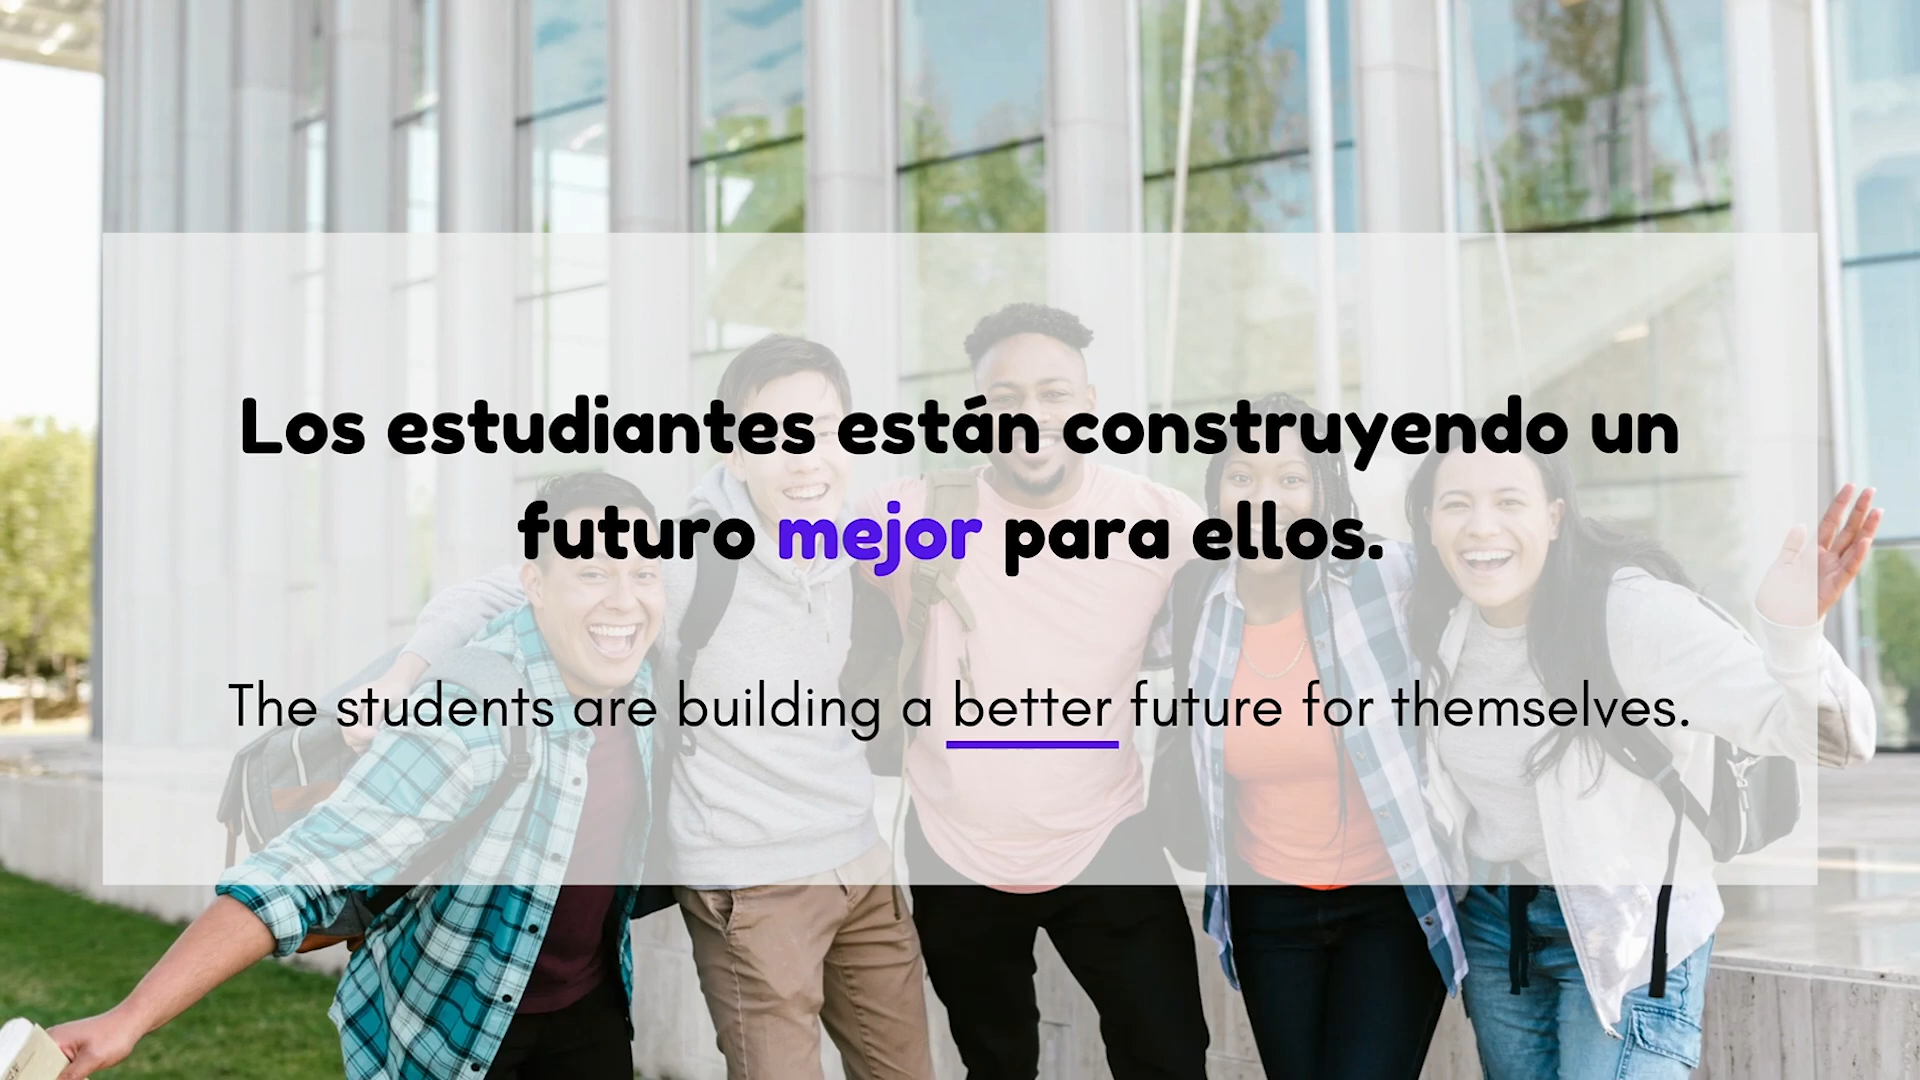 Los estudiantes están construyendo un
futuro mejor para ellos.
The students are building a better future for themselves.